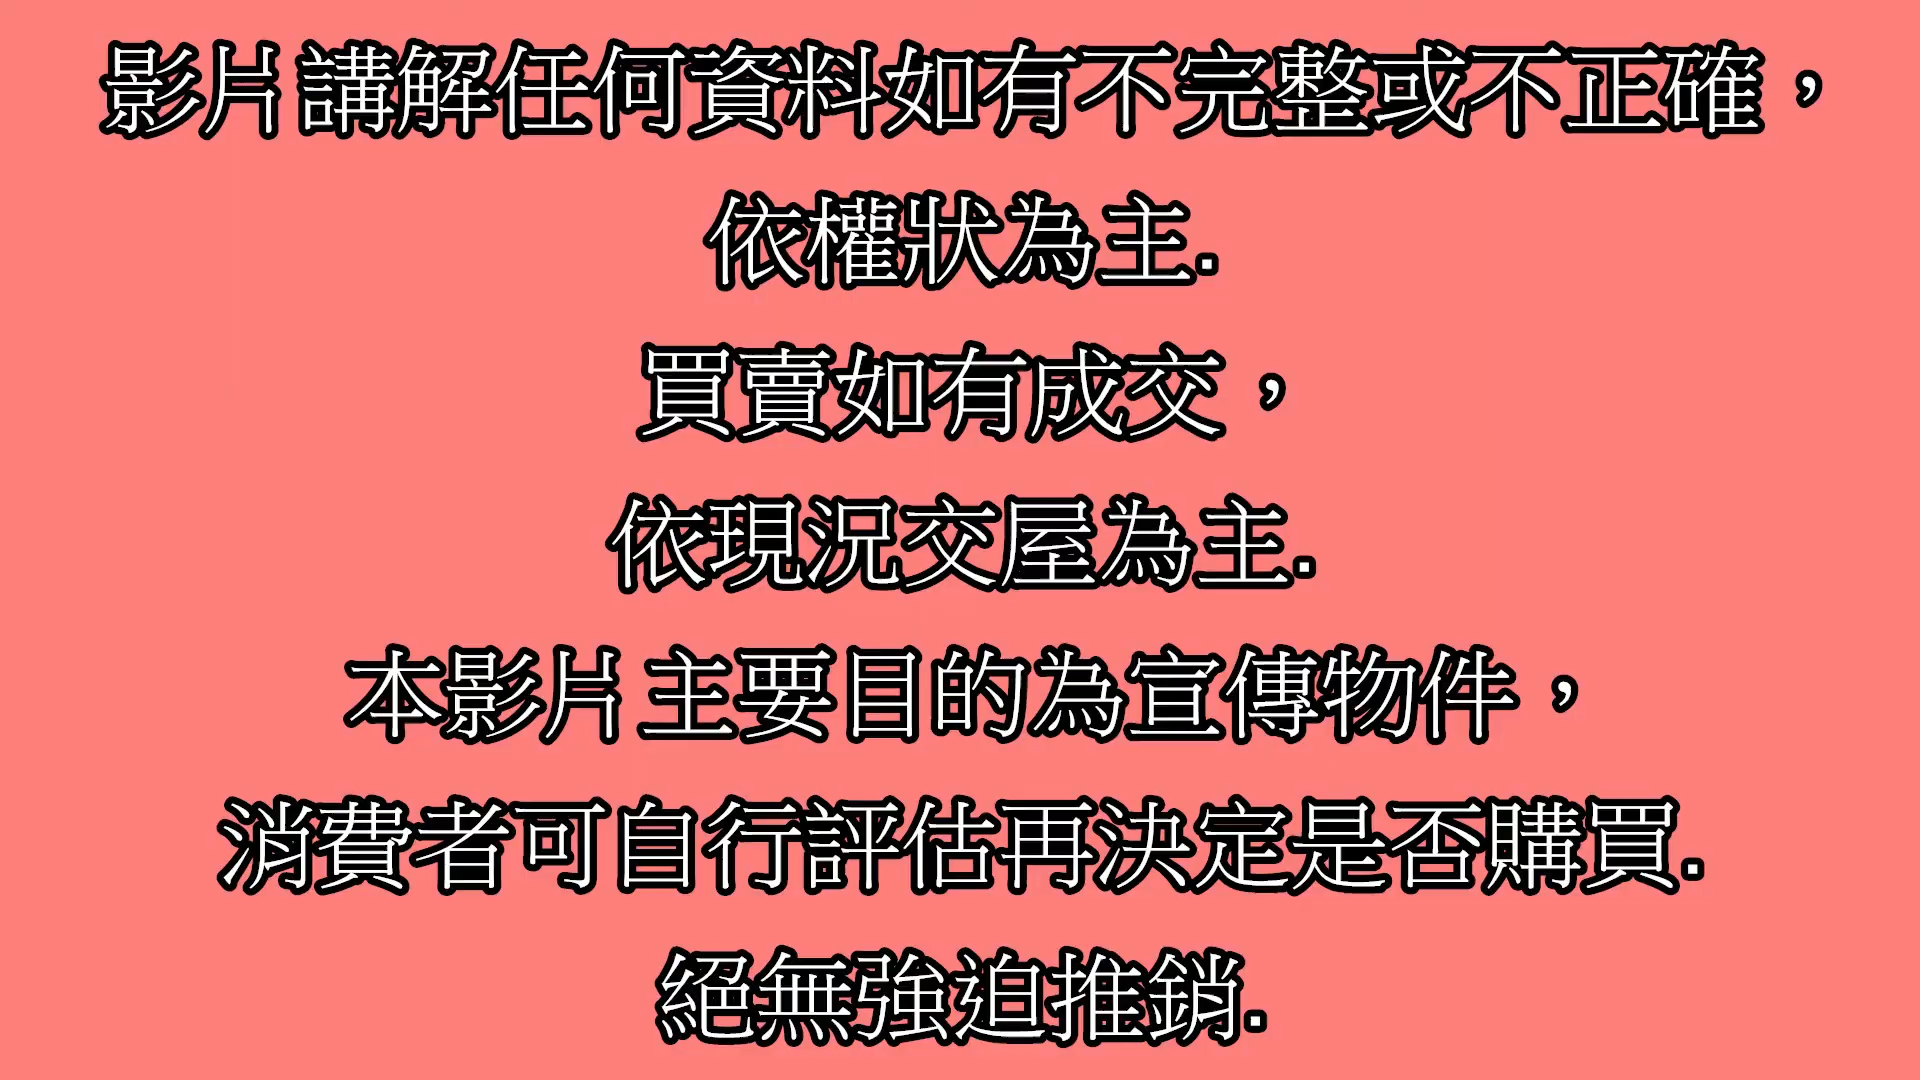 影片講解任何資料如有不完整或不正確，
依權狀為主.
買賣如有成交，
依現況交屋為主.
本影片主要目的為宣傳物件，
消費者可自行評估再決定是否購買.
絕無強迫推銷.